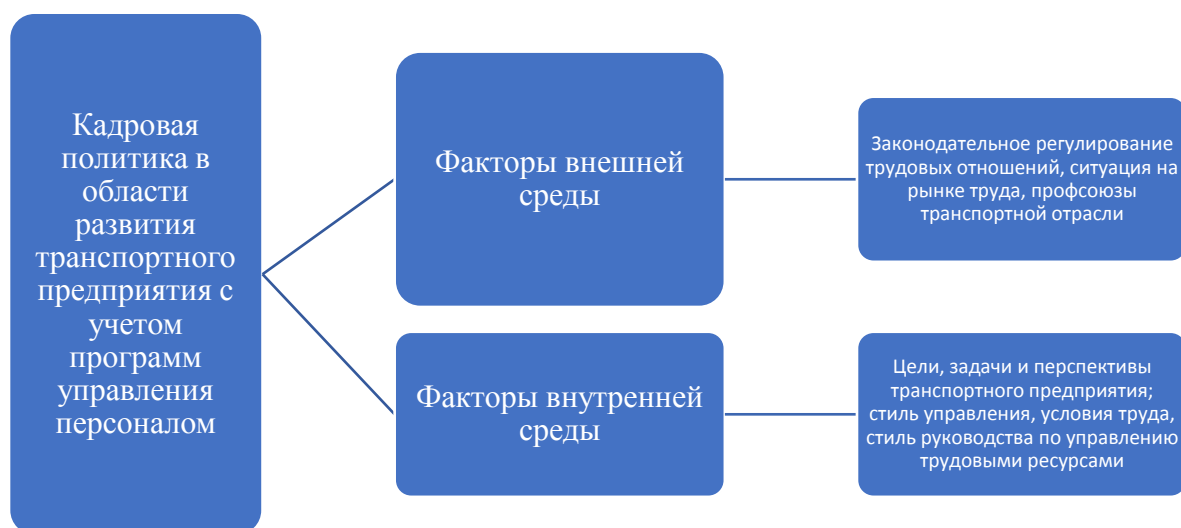 Кадровая
политика в
области
развития
транспортного
предприятия с
учетом
программ
управления
персоналом
Факторы внешней
среды
Законодательное регулирование
трудовых отношений, ситуация на
рынке труда, профсоюзы
транспортной отрасли
Факторы внутренней
среды
Цели, задачи и перспективы
транспортного предприятия;
стиль управления, условия труда,
стиль руководства по управлению
трудовыми ресурсами